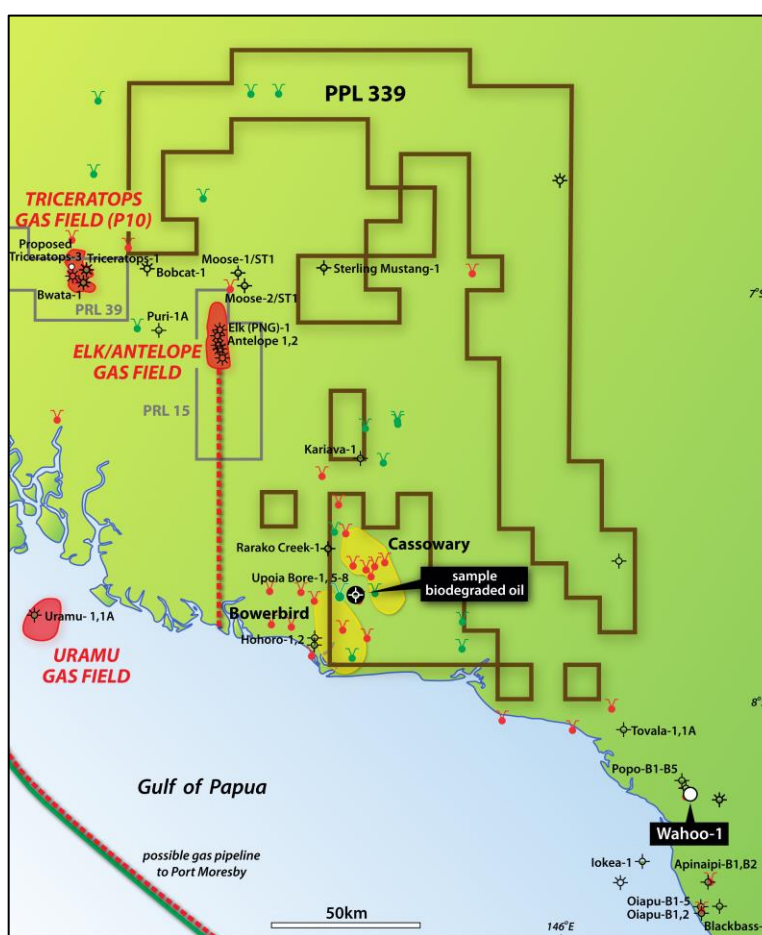 PPL 339
TRICERATOPS
GAS FIELD (P10)
Proposed
Triceratops-3
Triceratops-1
Bobcat-1
Bwata-1
PRL 39
Moose-1/ST1
Moose-2/ST1
Sterling Mustang-1
7°S
Puri-1A
Elk (PNG)-1
Antelope 1,2
ELK/ANTELOPE
GAS FIELD
PRL 15
Kariava-1
Rarako Creek-1
Cassowary
Upoia Bore-1, 5-8
sample
biodegraded oil
Bowerbird
Uramu- 1,1A
Hohoro-1,2
URAMU
GAS FIELD
8°
Tovala-1,1A
Gulf of Papua
Popo-B1-B5
Wahoo-1
possible gas pipeline
to Port Moresby
Iokea-1
Apinaipi-B1,B2
Oiapu-B1-5
Oiapu-B1,2
50km
146°E
Blackbass-